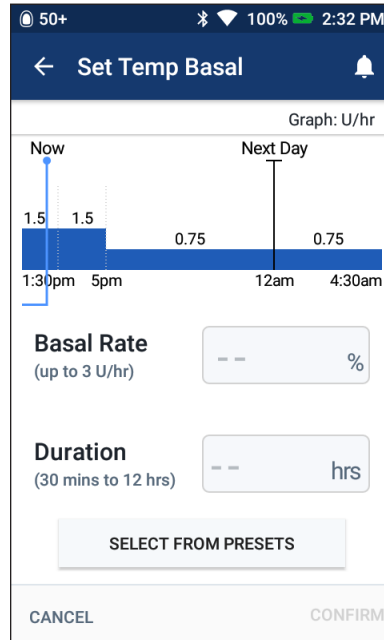 50+ 100% 2:32 PM
Set Temp Basal
Graph: U/hr
Now Next Day
1.5 1.5 0.75 0.75
1:30pm 5pm 12am 4:30am
Basal Rate
(up to 3 U/hr)
-- %
Duration
(30 mins to 12 hrs)
-- hrs
SELECT FROM PRESETS
CANCEL CONFIRM